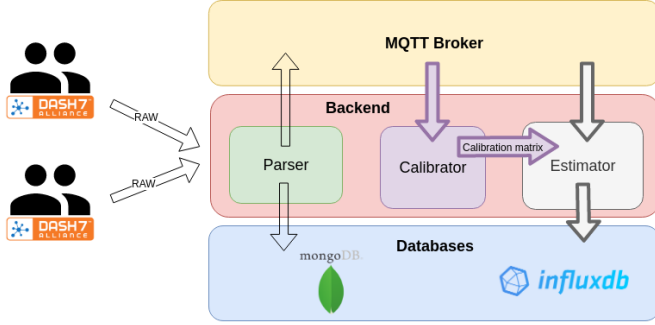 MQTT Broker
DASH7
ALLIANCE
RAW
Backend
Parser
Calibrator
Calibration matrix
Estimator
DASH7
ALLIANCE
RAW
Databases
mongoDB
influxdb